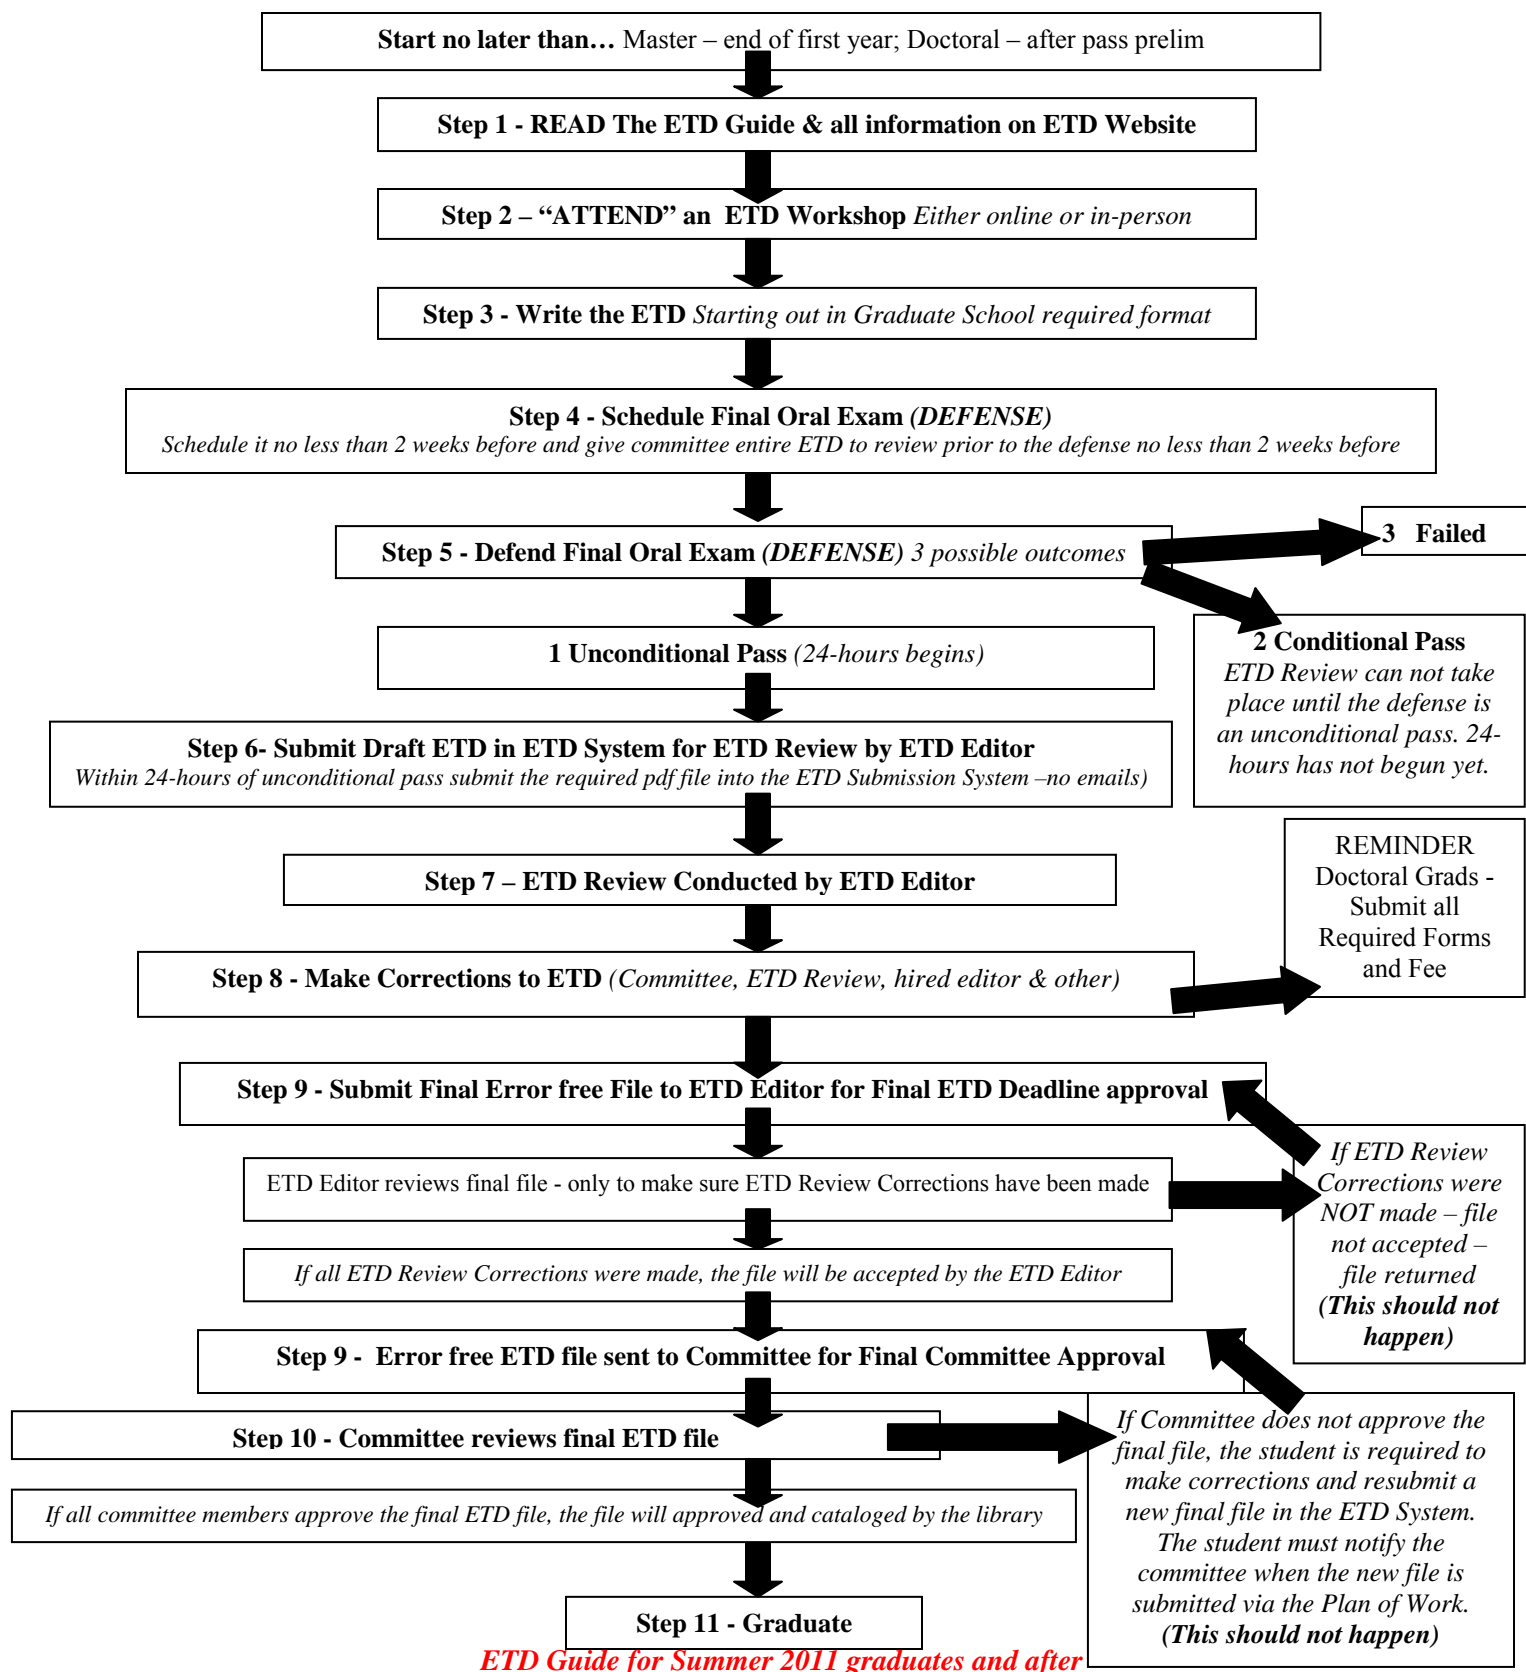 Start no later than… Master – end of first year; Doctoral – after pass prelim
Step 1 - READ The ETD Guide & all information on ETD Website
Step 2 – “ATTEND” an ETD Workshop Either online or in-person
Step 3 - Write the ETD Starting out in Graduate School required format
Step 4 - Schedule Final Oral Exam (DEFENSE)
Schedule it no less than 2 weeks before and give committee entire ETD to review prior to the defense no less than 2 weeks before
Step 5 - Defend Final Oral Exam (DEFENSE) 3 possible outcomes
3 Failed
1 Unconditional Pass (24-hours begins)
2 Conditional Pass
ETD Review can not take
place until the defense is
an unconditional pass. 24-
hours has not begun yet.
Step 6- Submit Draft ETD in ETD System for ETD Review by ETD Editor
Within 24-hours of unconditional pass submit the required pdf file into the ETD Submission System –no emails)
Step 7 – ETD Review Conducted by ETD Editor
REMINDER
Doctoral Grads -
Submit all
Required Forms
and Fee
Step 8 - Make Corrections to ETD (Committee, ETD Review, hired editor & other)
Step 9 - Submit Final Error free File to ETD Editor for Final ETD Deadline approval
ETD Editor reviews final file - only to make sure ETD Review Corrections have been made
If ETD Review
Corrections were
NOT made – file
not accepted –
file returned
(This should not
happen)
If all ETD Review Corrections were made, the file will be accepted by the ETD Editor
Step 9 - Error free ETD file sent to Committee for Final Committee Approval
Step 10 - Committee reviews final ETD file
If Committee does not approve the
final file, the student is required to
make corrections and resubmit a
new final file in the ETD System.
The student must notify the
committee when the new file is
submitted via the Plan of Work.
(This should not happen)
If all committee members approve the final ETD file, the file will approved and cataloged by the library
Step 11 - Graduate
ETD Guide for Summer 2011 graduates and after